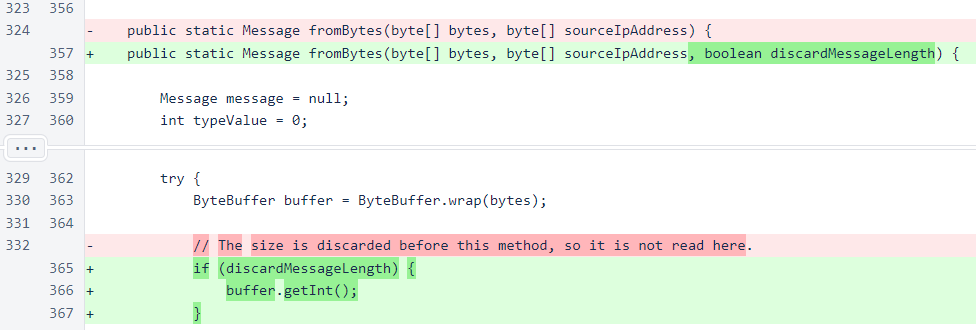 323 356
324 - public static Message fromBytes(byte[] bytes, byte[] sourceIpAddress) {
357 + public static Message fromBytes(byte[] bytes, byte[] sourceIpAddress, boolean discardMessageLength) {
325 358
326 359 Message message = null;
327 360 int typeValue = 0;
...
329 362 try {
330 363 ByteBuffer buffer = ByteBuffer.wrap(bytes);
331 364
332 - // The size is discarded before this method, so it is not read here.
365 + if (discardMessageLength) {
366 + buffer.getInt();
367 + }